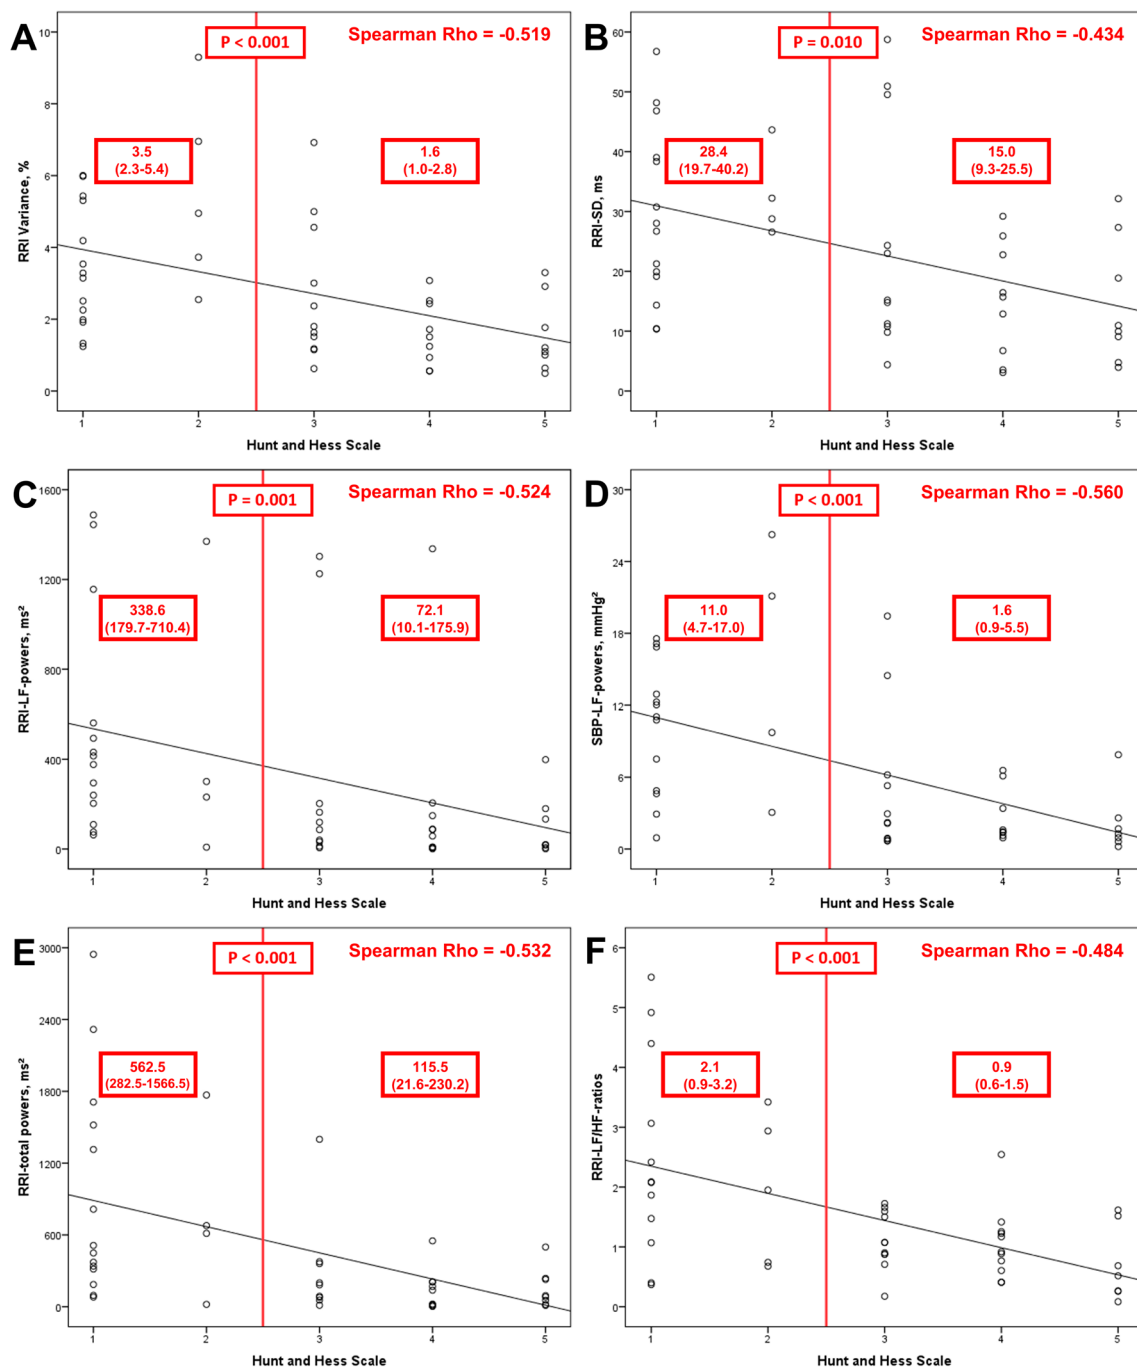 A
P < 0.001
Spearman Rho = -0.519
10
8
6
4
2
0
RRI Variance, %
3.5
(2.3-5.4)
1.6
(1.0-2.8)
1 2 3 4 5
Hunt and Hess Scale
B
P = 0.010
Spearman Rho = -0.434
60
50
40
30
20
10
0
RRI-SD, ms
28.4
(19.7-40.2)
15.0
(9.3-25.5)
1 2 3 4 5
Hunt and Hess Scale
C
P = 0.001
Spearman Rho = -0.524
1600
1200
800
400
0
RRI-LF-powers, ms²
338.6
(179.7-710.4)
72.1
(10.1-175.9)
1 2 3 4 5
Hunt and Hess Scale
D
P < 0.001
Spearman Rho = -0.560
30
24
18
12
6
0
SBP-LF-powers, mmHg²
11.0
(4.7-17.0)
1.6
(0.9-5.5)
1 2 3 4 5
Hunt and Hess Scale
E
P < 0.001
Spearman Rho = -0.532
3000
2400
1800
1200
600
0
RRI-total powers, ms²
562.5
(282.5-1566.5)
115.5
(21.6-230.2)
1 2 3 4 5
Hunt and Hess Scale
F
P < 0.001
Spearman Rho = -0.484
6
5
4
3
2
1
0
RRI-LF/HF-ratios
2.1
(0.9-3.2)
0.9
(0.6-1.5)
1 2 3 4 5
Hunt and Hess Scale